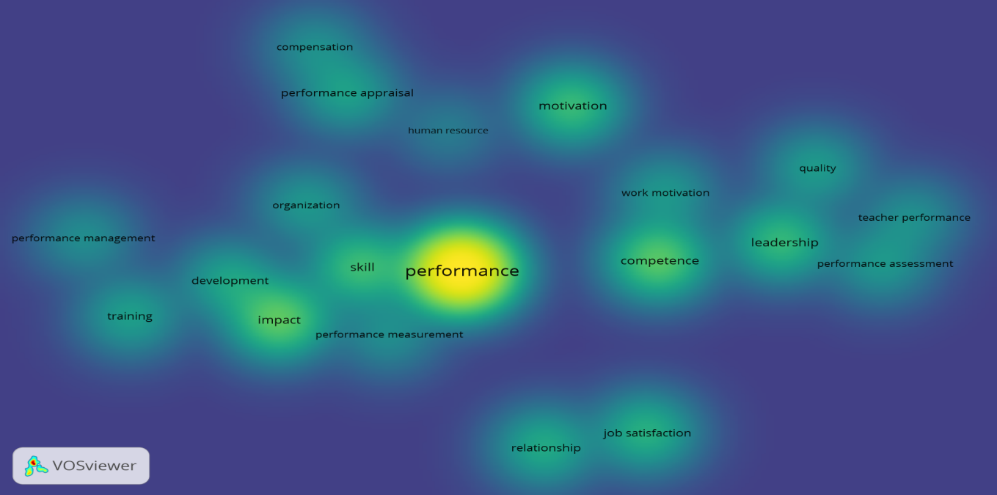 compensation
performance appraisal
motivation
human resource
quality
work motivation
organization
teacher performance
performance management
leadership
competence
performance assessment
skill
performance
development
training
impact
performance measurement
job satisfaction
relationship
VOSviewer